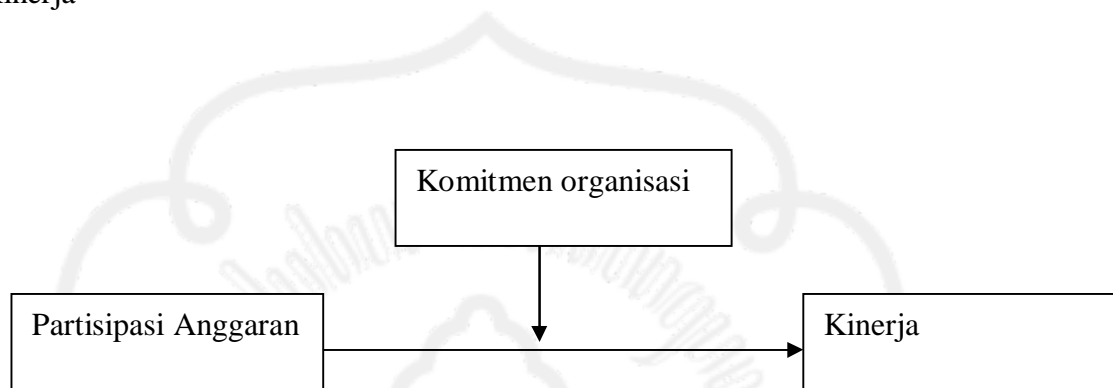 Kinerja
Komitmen organisasi
Partisipasi Anggaran
Kinerja